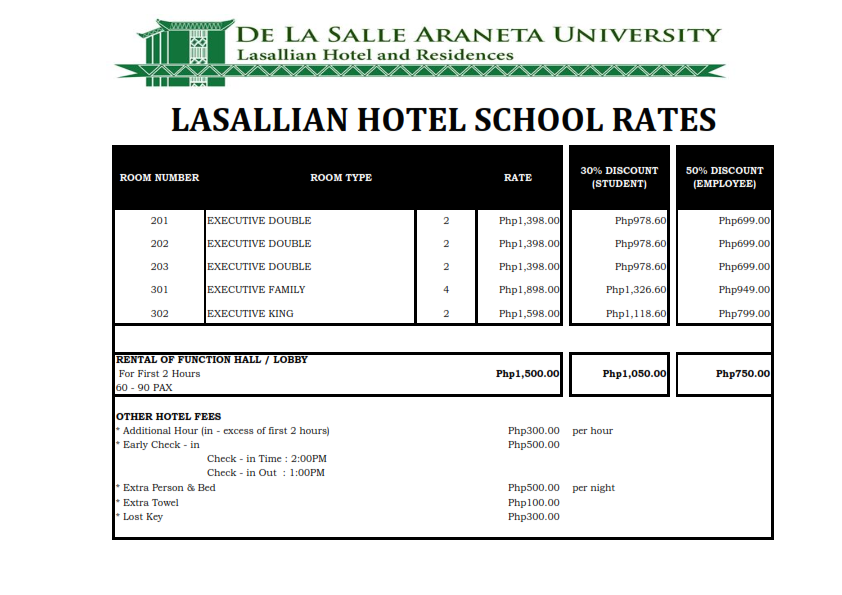 DE LA SALLE ARANETA UNIVERSITY
Lasallian Hotel and Residences
LASALLIAN HOTEL SCHOOL RATES
ROOM NUMBER ROOM TYPE RATE 30% DISCOUNT (STUDENT) 50% DISCOUNT (EMPLOYEE)
201 EXECUTIVE DOUBLE 2 Php1,398.00 Php978.60 Php699.00
202 EXECUTIVE DOUBLE 2 Php1,398.00 Php978.60 Php699.00
203 EXECUTIVE DOUBLE 2 Php1,398.00 Php978.60 Php699.00
301 EXECUTIVE FAMILY 4 Php1,898.00 Php1,326.60 Php949.00
302 EXECUTIVE KING 2 Php1,598.00 Php1,118.60 Php799.00
RENTAL OF FUNCTION HALL / LOBBY
For First 2 Hours Php1,500.00 Php1,050.00 Php750.00
60 - 90 PAX
OTHER HOTEL FEES
* Additional Hour (in - excess of first 2 hours) Php300.00 per hour
* Early Check - in Php500.00
Check - in Time : 2:00PM
Check - in Out : 1:00PM
* Extra Person & Bed Php500.00 per night
* Extra Towel Php100.00
* Lost Key Php300.00